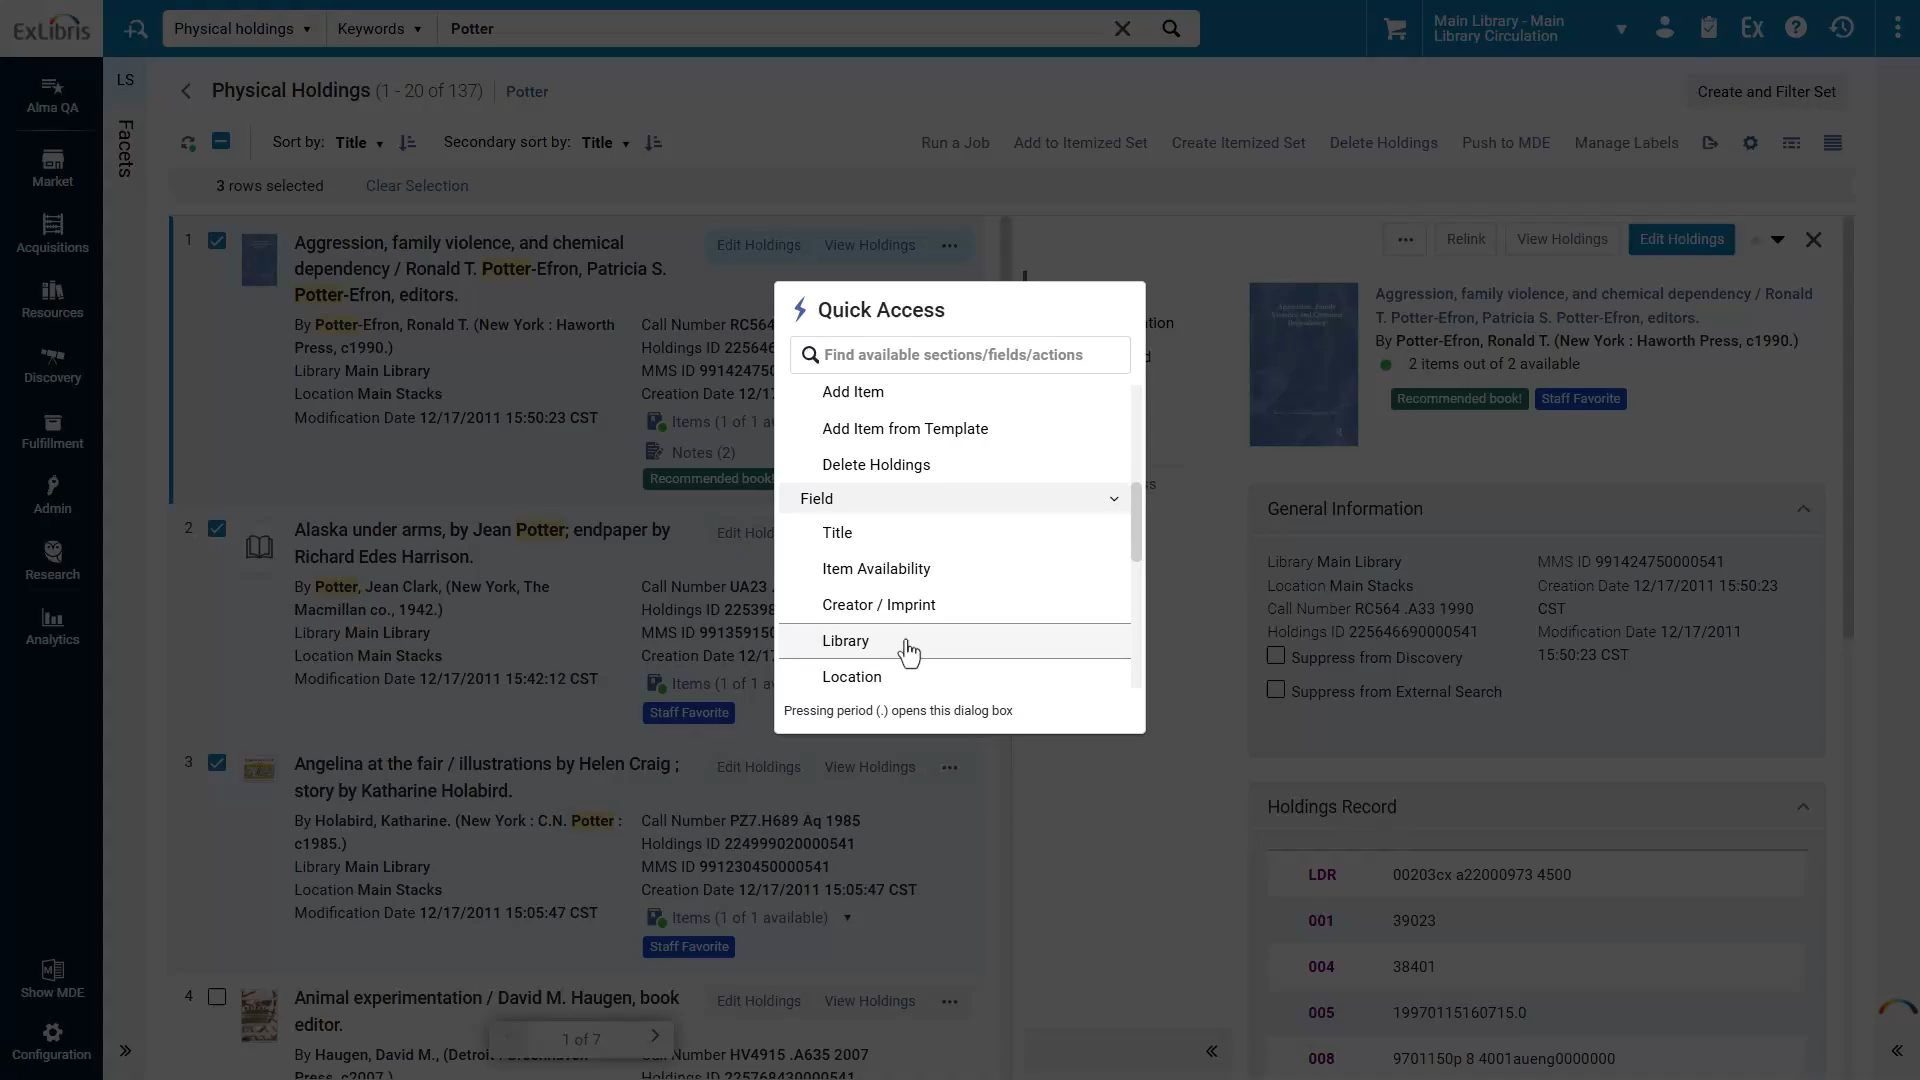 ExLibris
Physical holdings
Keywords
Potter
Main Library - Main
Library Circulation
Ex
Alma QA
Market
Acquisitions
Resources
Discovery
Fulfillment
Admin
Research
Analytics
Show MDE
Configuration
LS
Facets
Physical Holdings (1 - 20 of 137)
Potter
Create and Filter Set
Sort by: Title
Secondary sort by: Title
Run a Job
Add to Itemized Set
Create Itemized Set
Delete Holdings
Push to MDE
Manage Labels
3 rows selected
Clear Selection
1
Aggression, family violence, and chemical
dependency / Ronald T. Potter-Efron, Patricia S.
Potter-Efron, editors.
Edit Holdings
View Holdings
By Potter-Efron, Ronald T. (New York : Haworth
Press, c1990.)
Library Main Library
Location Main Stacks
Modification Date 12/17/2011 15:50:23 CST
Call Number RC564
Holdings ID 22564
MMS ID 991424750
Creation Date 12/1
Items (1 of 1
Notes (2)
Recommended book
2
Alaska under arms, by Jean Potter; endpaper by
Richard Edes Harrison.
By Potter, Jean Clark, (New York, The
Macmillan co., 1942.)
Library Main Library
Location Main Stacks
Modification Date 12/17/2011 15:42:12 CST
Edit
Call Number UA23
Holdings ID 225398
MMS ID 99135915
Creation Date 12/1
Items (1 of 1
Staff Favorite
3
Angelina at the fair / illustrations by Helen Craig ;
story by Katharine Holabird.
Edit Holdings
View Holdings
By Holabird, Katharine. (New York : C.N. Potter :
c1985.)
Library Main Library
Location Main Stacks
Modification Date 12/17/2011 15:05:47 CST
Call Number PZ7.H689 Aq 1985
Holdings ID 224999020000541
MMS ID 991230450000541
Creation Date 12/17/2011 15:05:47 CST
Items (1 of 1 available)
Staff Favorite
4
Animal experimentation / David M. Haugen, book
editor.
Edit Holdings
View Holdings
By Haugen, David M., (Detroit
Press, c2007.)
Call Number HV4915 .A635 2007
Holdings ID 225768430000541
1 of 7
Quick Access
Find available sections/fields/actions
Add Item
Add Item from Template
Delete Holdings
Field
Title
Item Availability
Creator / Imprint
Library
Location
Pressing period (.) opens this dialog box
Relink
View Holdings
Edit Holdings
Aggression, family violence, and chemical dependency / Ronald
T. Potter-Efron, Patricia S. Potter-Efron, editors.
By Potter-Efron, Ronald T. (New York : Haworth Press, c1990.)
2 items out of 2 available
Recommended book!
Staff Favorite
General Information
Library Main Library
Location Main Stacks
Call Number RC564 .A33 1990
Holdings ID 225646690000541
Suppress from Discovery
Suppress from External Search
MMS ID 991424750000541
Creation Date 12/17/2011 15:50:23
CST
Modification Date 12/17/2011
15:50:23 CST
Holdings Record
LDR 00203cx a22000973 4500
001 39023
004 38401
005 19970115160715.0
008 9701150p 8 4001aueng0000000